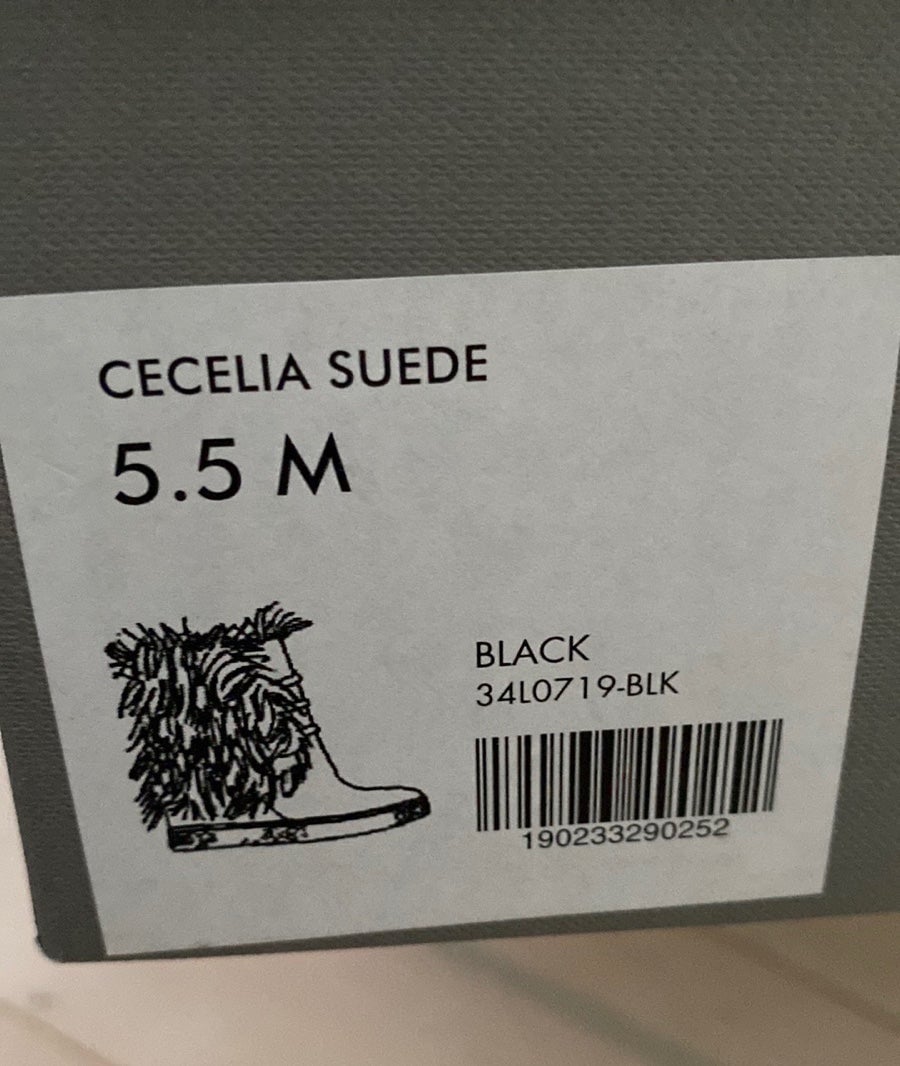 CECELIA SUEDE
5.5 M
BLACK
34L0719-BLK
190233290252